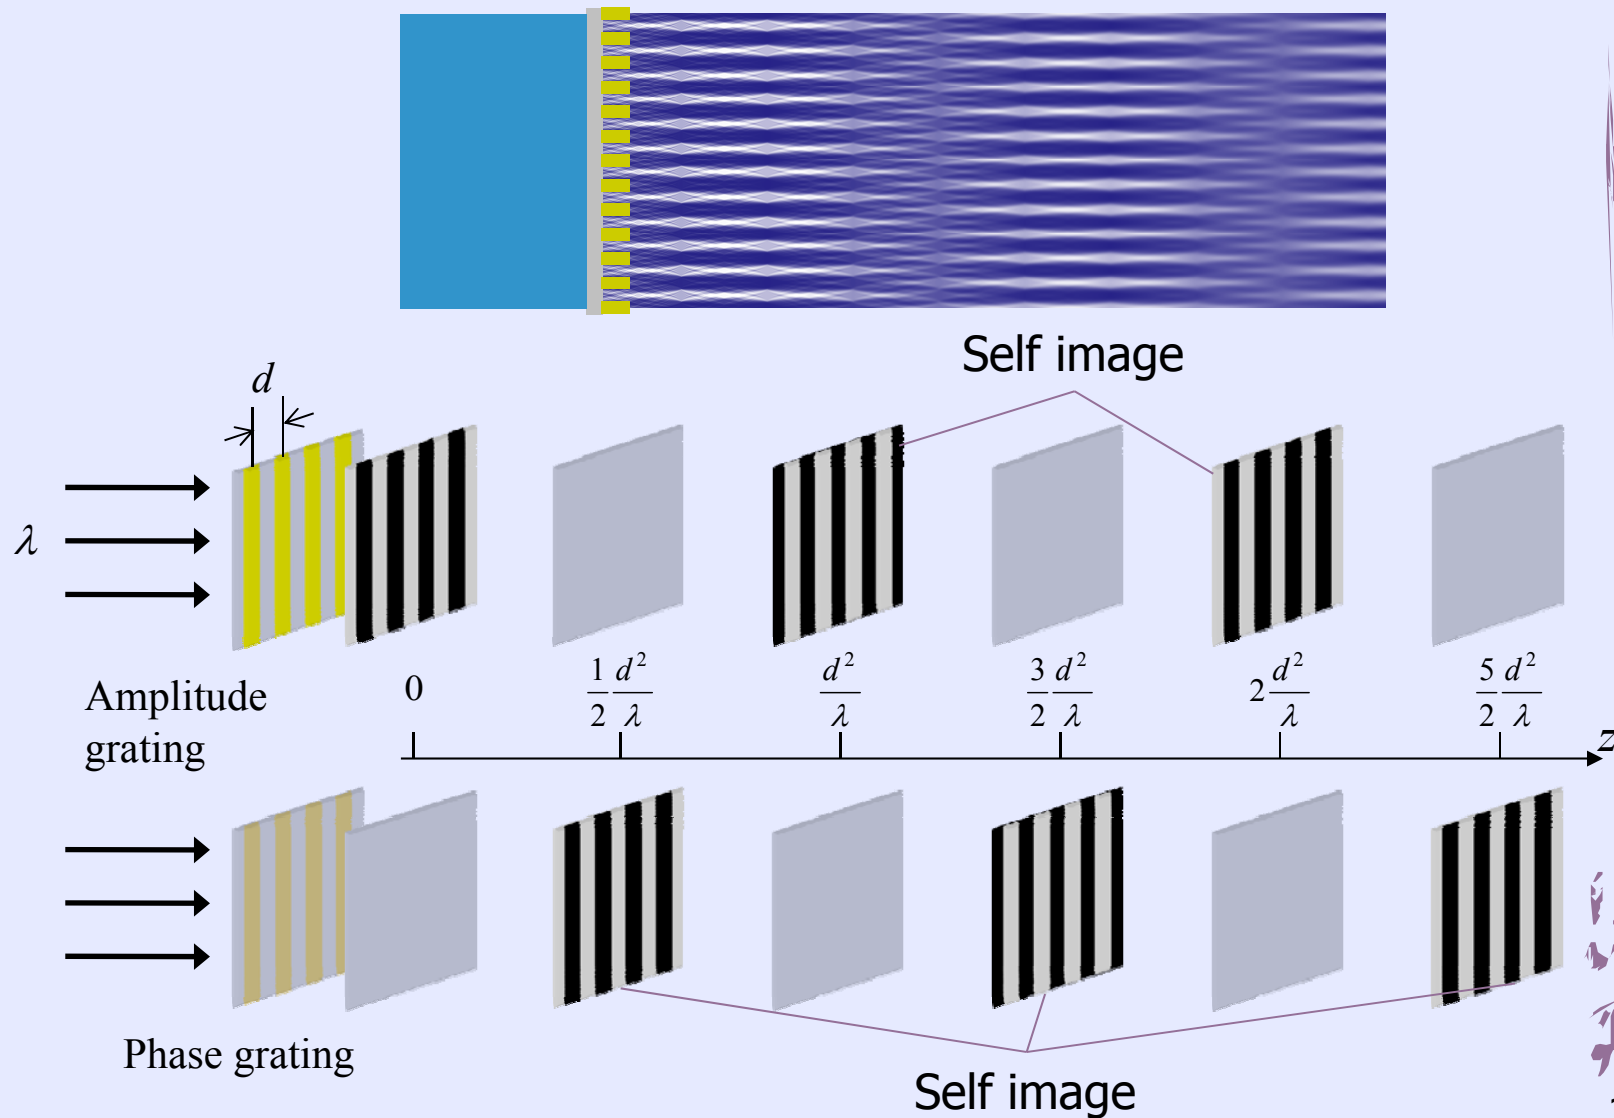 Self image
d
λ
Amplitude
grating
0
1/2 d²/λ
d²/λ
3/2 d²/λ
2 d²/λ
5/2 d²/λ
z
Phase grating
Self image